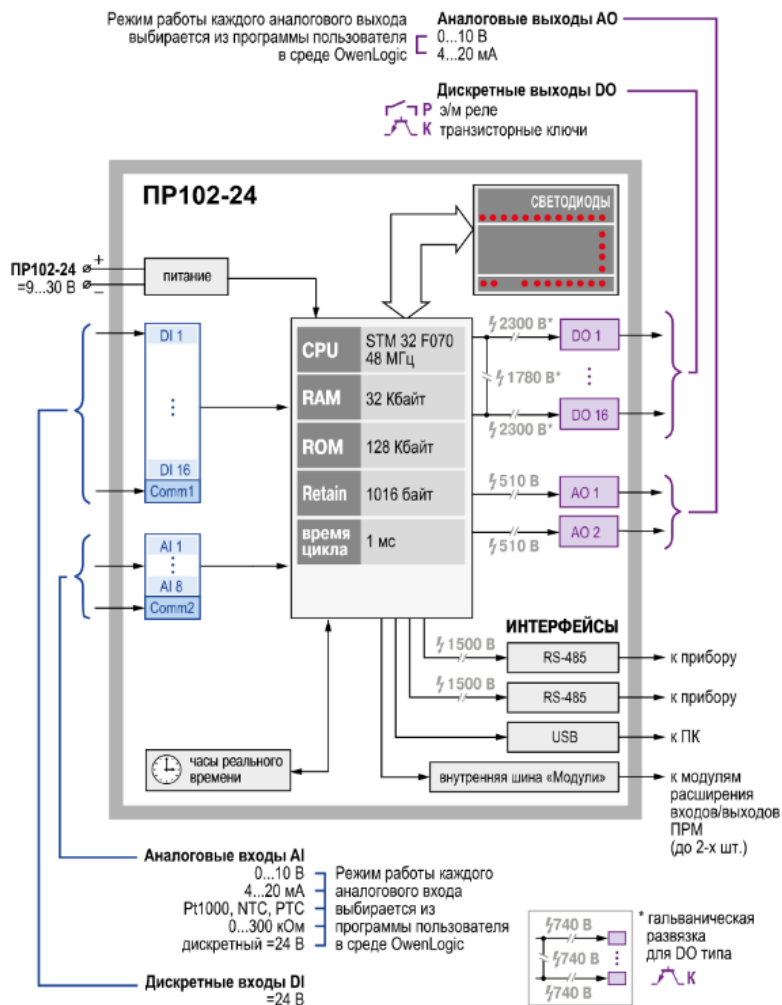 Режим работы каждого аналогового выхода
выбирается из программы пользователя
в среде OwenLogic
Аналоговые выходы AO
0...10 В
4...20 мА
Дискретные выходы DO
Р э/м реле
К транзисторные ключи
ПР102-24
СВЕТОДИОДЫ
ПР102-24
=9...30 В
+
–
питание
DI 1
DI 16
Comm1
AI 1
AI 8
Comm2
CPU
STM 32 F070
48 МГц
RAM
32 Кбайт
ROM
128 Кбайт
Retain
1016 байт
время
цикла
1 мс
2300 В*
DO 1
1780 В*
2300 В*
DO 16
510 В
AO 1
510 В
AO 2
ИНТЕРФЕЙСЫ
1500 В
RS-485
к прибору
1500 В
RS-485
к прибору
USB
к ПК
внутренняя шина «Модули»
к модулям
расширения
входов/выходов
ПРМ
(до 2-х шт.)
часы реального
времени
Аналоговые входы AI
0...10 В
4...20 мА
Pt1000, NTC, PTC
0...300 кОм
дискретный =24 В
Режим работы каждого
аналогового входа
выбирается из
программы пользователя
в среде OwenLogic
Дискретные входы DI
=24 В
740 В
740 В
740 В
* гальваническая
развязка
для DO типа
К